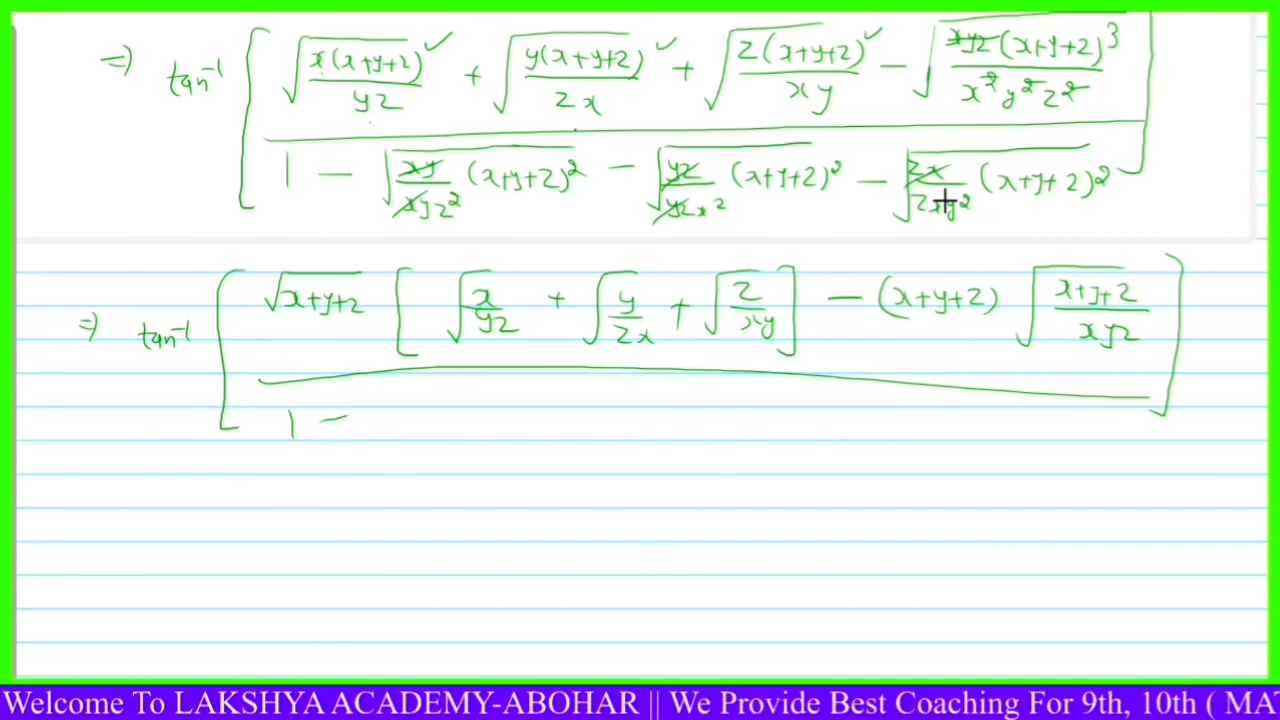 ⇒ tan⁻¹ [ √(x(x+y+z)/yz) + √(y(x+y+z)/zx) + √(z(x+y+z)/xy) − √(xyz(x+y+z)³/x²y²z²)
1 − √(xy/xyz² (x+y+z)²) − √(yz/yzx² (x+y+z)²) − √(zx/zxy² (x+y+z)²) ]
⇒ tan⁻¹ [ √x+y+z [ √(x/yz) + √(y/zx) + √(z/xy) ] − (x+y+z) √(x+y+z/xyz)
1 − ]
Welcome To LAKSHYA ACADEMY-ABOHAR || We Provide Best Coaching For 9th, 10th ( MA